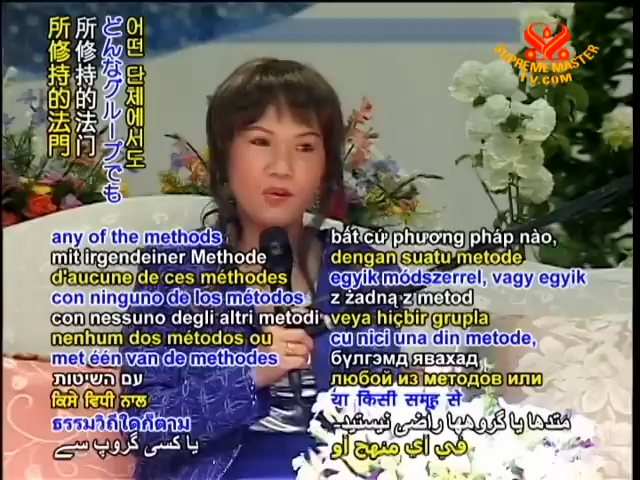 어떤 단체에서도
どんなグループでも
所修持的法门
所修持的法門
SUPREME MASTER
TV.COM
any of the methods
mit irgendeiner Methode
d'aucune de ces méthodes
con ninguno de los métodos
con nessuno degli altri metodi
nenhum dos métodos ou
met één van de methodes
עם השיטות
ਕਿਸੇ ਵਿਧੀ ਨਾਲ
ธรรมวิถีใดก็ตาม
یا کسی گروپ سے
bất cứ phương pháp nào,
dengan suatu metode
egyik módszerrel, vagy egyik
z żadną z metod
veya hiçbir grupla
cu nici una din metode,
бүлгэмд явахад
любой из методов или
या किसी समूह से
متدها یا گروهها راضی نیستید
في أي منهج أو